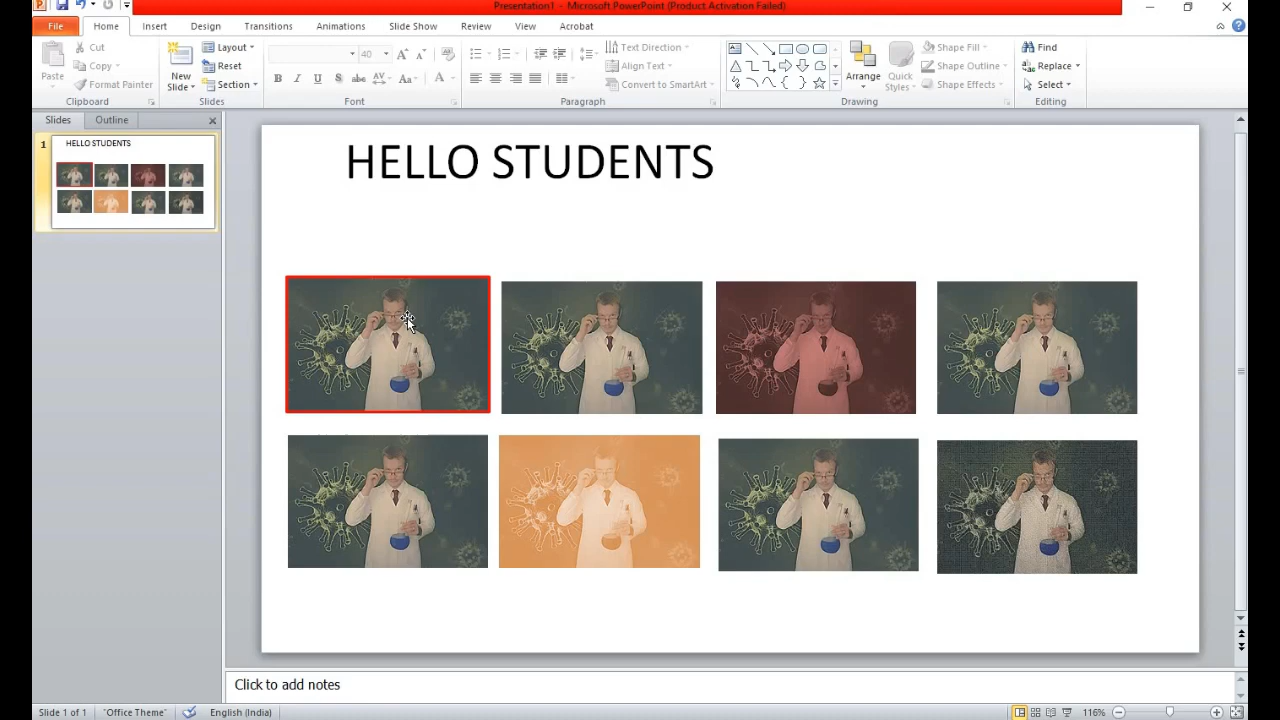 Presentation1 - Microsoft PowerPoint (Product Activation Failed)
File Home Insert Design Transitions Animations Slide Show Review View Acrobat
Paste
Cut
Copy
Format Painter
Clipboard
New Slide
Layout
Reset
Section
Slides
40
Font
Text Direction
Align Text
Convert to SmartArt
Paragraph
Arrange
Quick Styles
Shape Fill
Shape Outline
Shape Effects
Drawing
Find
Replace
Select
Editing
Slides Outline
1
HELLO STUDENTS
HELLO STUDENTS
Click to add notes
Slide 1 of 1 "Office Theme" English (India) 116%